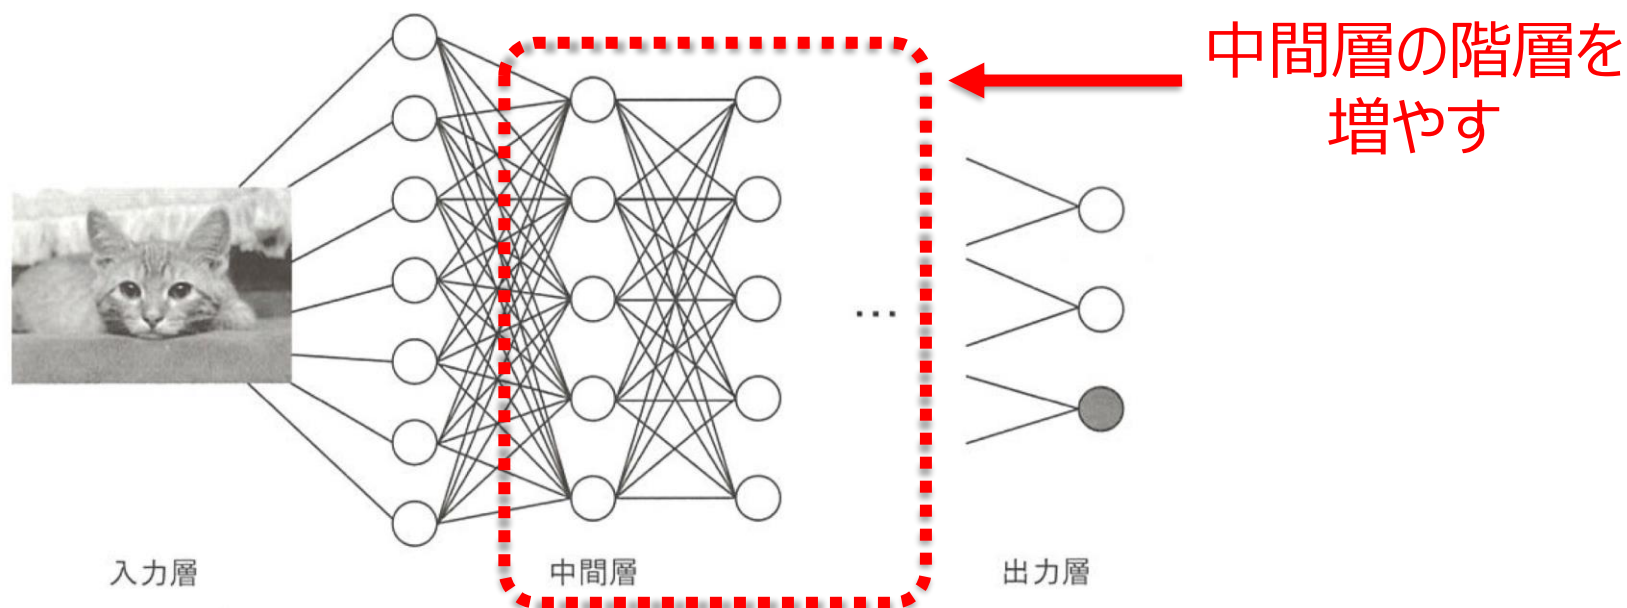 中間層の階層を
増やす
…
入力層
中間層
出力層